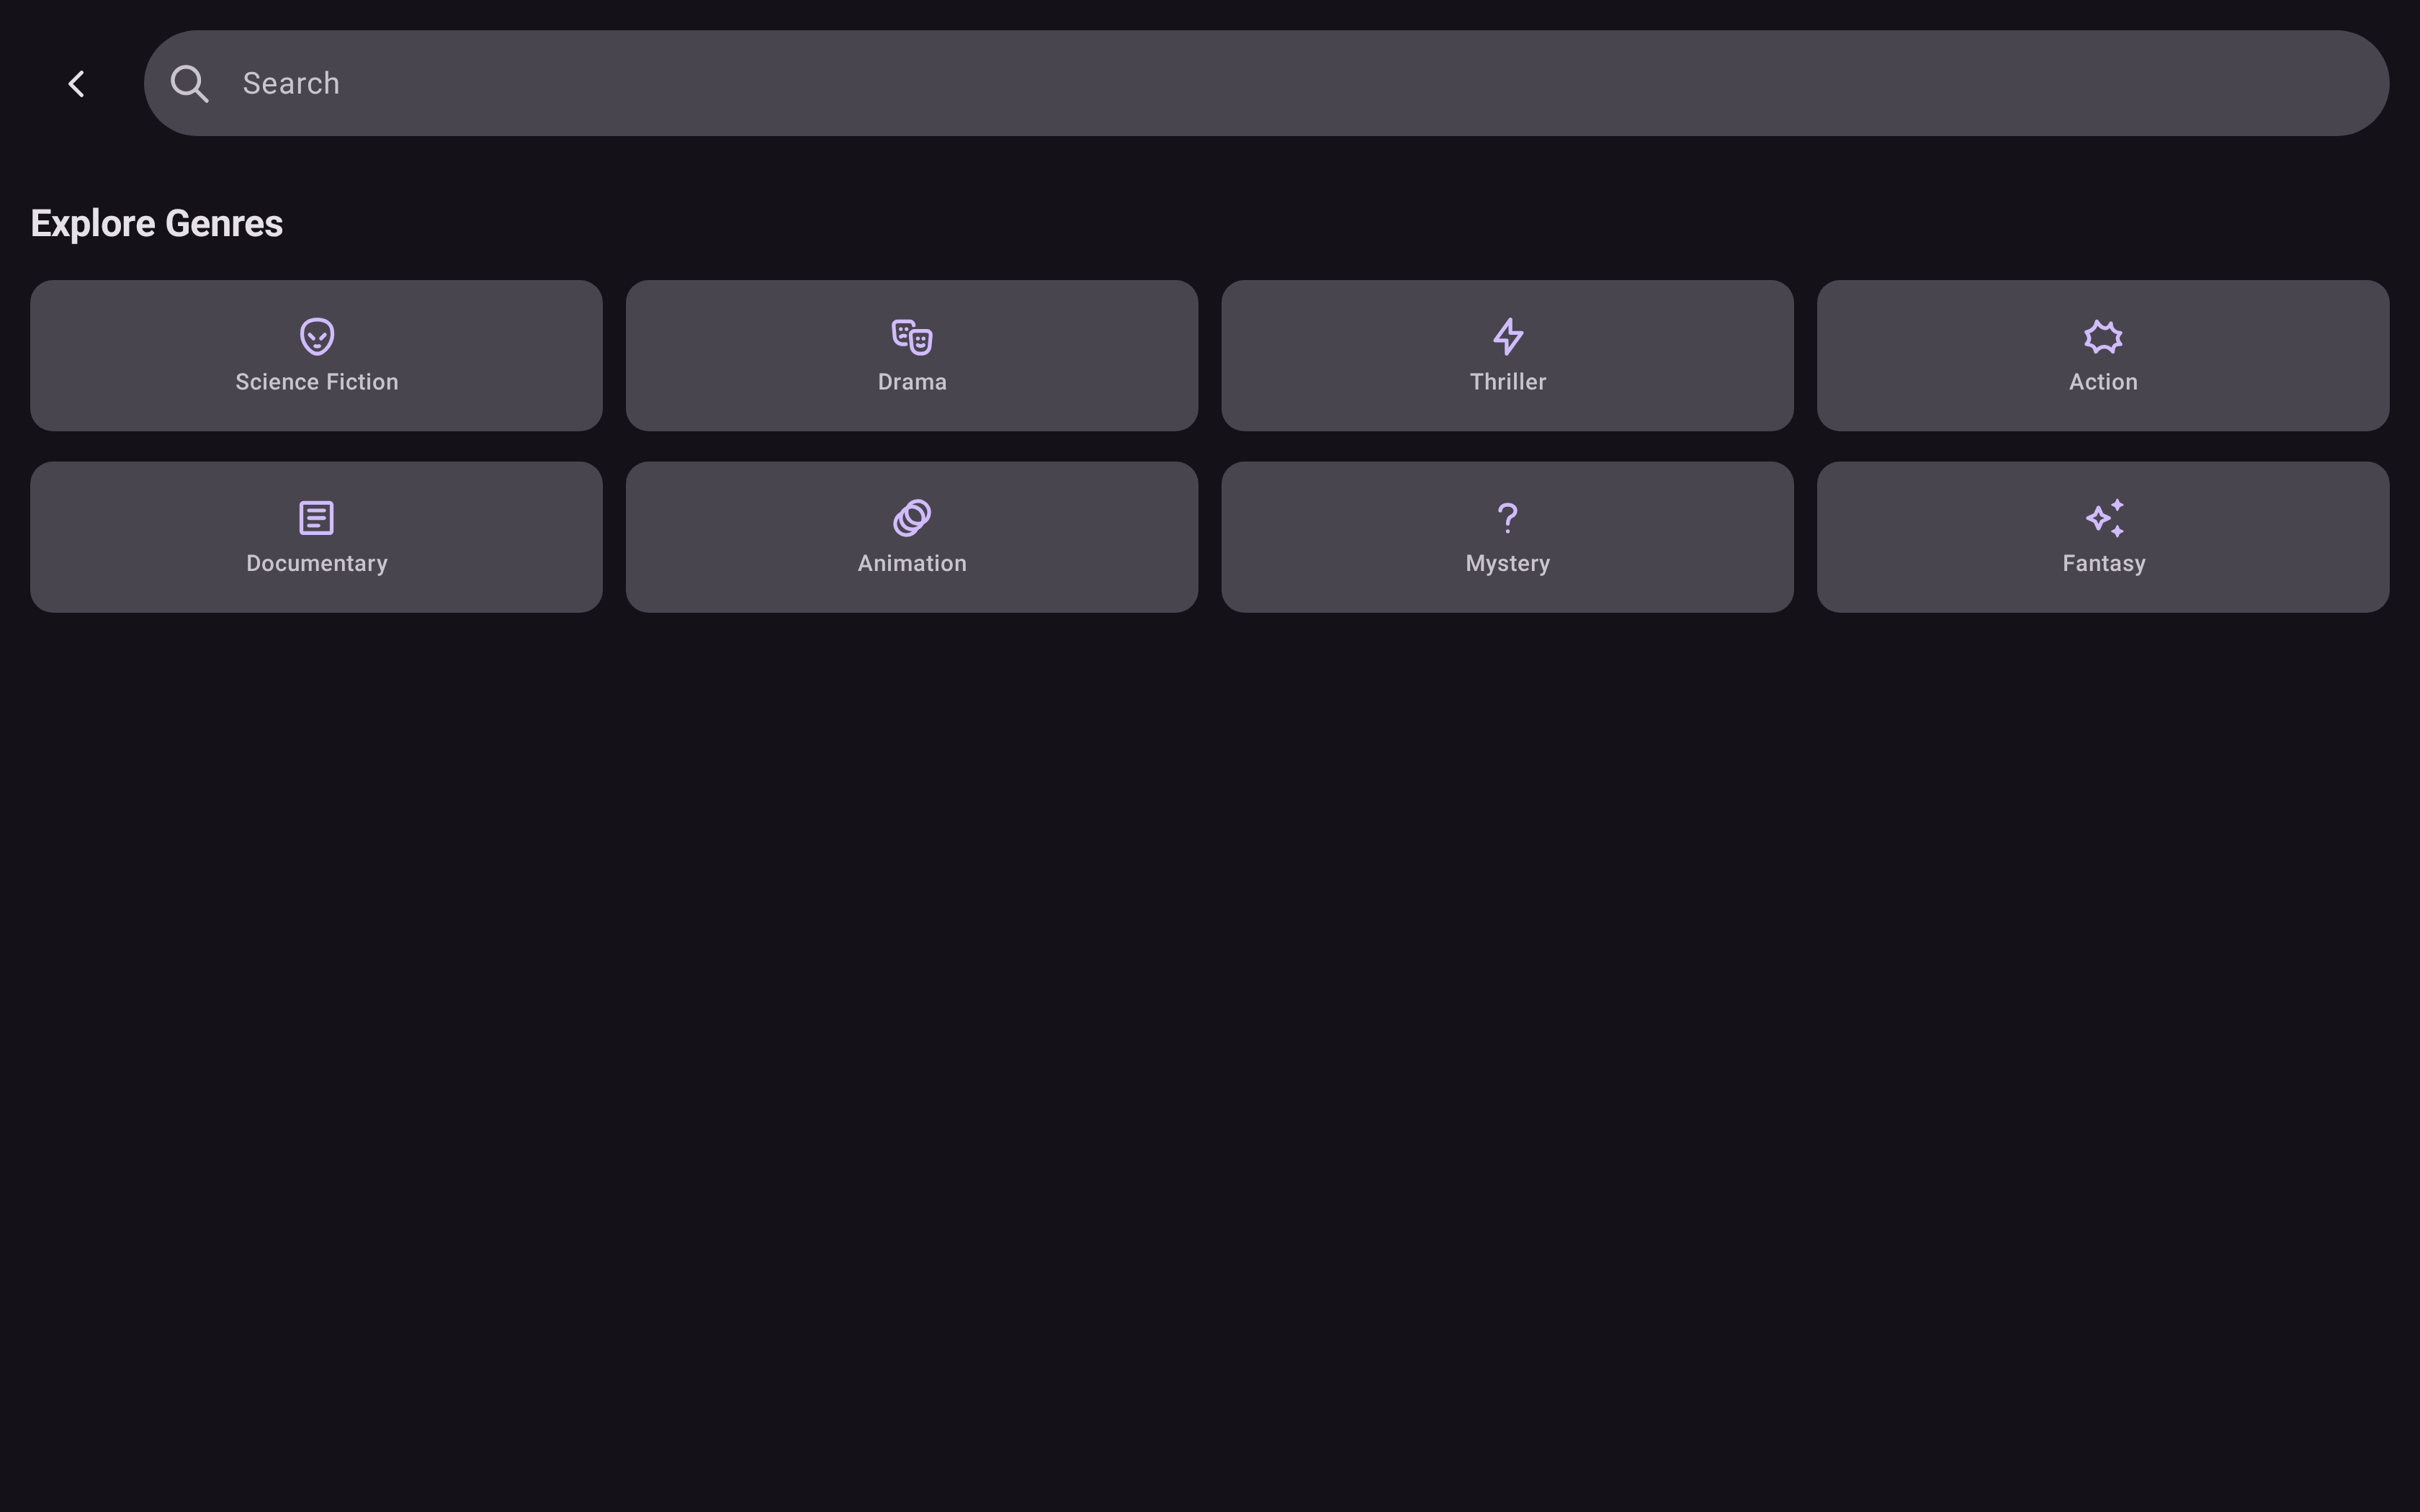 Search
Explore Genres
Science Fiction
Drama
Thriller
Action
Documentary
Animation
Mystery
Fantasy